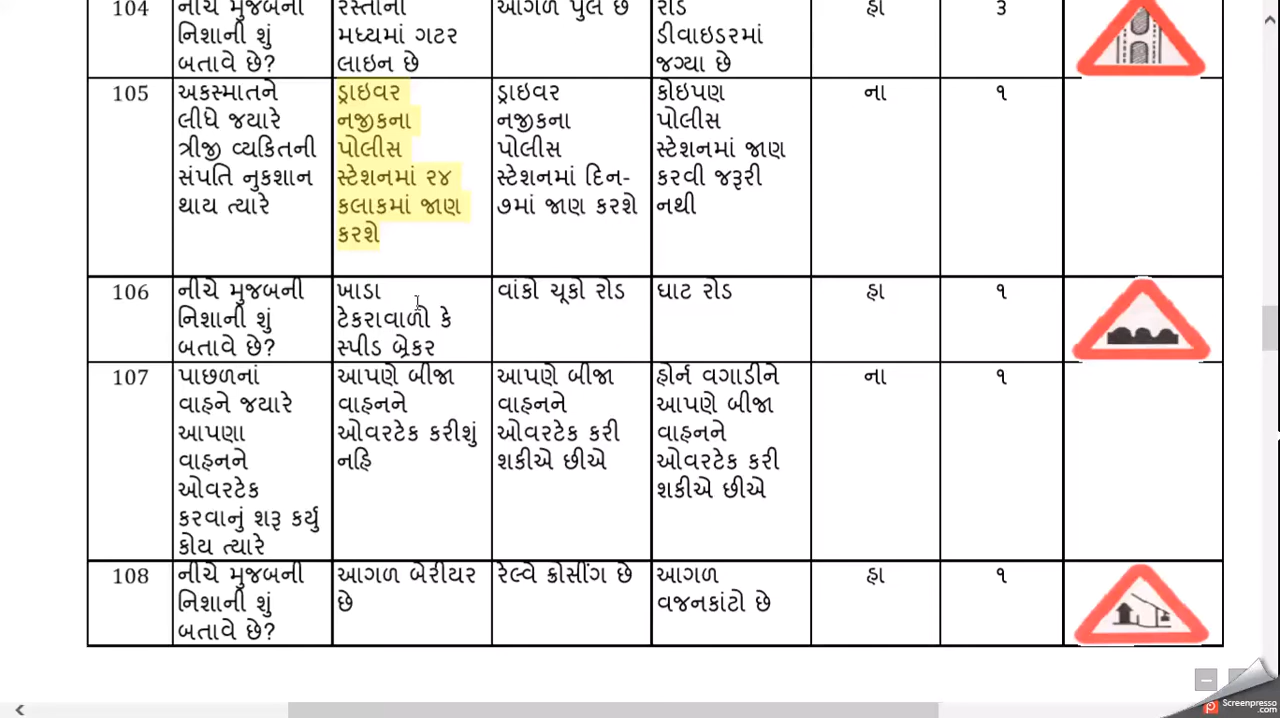 104
નીચે મુજબની
નિશાની શું
બતાવે છે?
રસ્તાના
મધ્યમાં ગટર
લાઇન છે
આગળ પુલ છે
રોડ
ડીવાઇડરમાં
જગ્યા છે
હા
૩
105
અકસ્માતને
લીધે જયારે
ત્રીજી વ્યકિતની
સંપતિ નુકશાન
થાય ત્યારે
ડ્રાઇવર
નજીકના
પોલીસ
સ્ટેશનમાં ૨૪
કલાકમાં જાણ
કરશે
ડ્રાઇવર
નજીકના
પોલીસ
સ્ટેશનમાં દિન-
૭માં જાણ કરશે
કોઇપણ
પોલીસ
સ્ટેશનમાં જાણ
કરવી જરૂરી
નથી
ના
૧
106
નીચે મુજબની
નિશાની શું
બતાવે છે?
ખાડા
ટેકરાવાળો કે
સ્પીડ બ્રેકર
વાંકો ચૂકો રોડ
ઘાટ રોડ
હા
૧
107
પાછળનાં
વાહને જયારે
આપણા
વાહનને
ઓવરટેક
કરવાનું શરૂ કર્યુ
કોય ત્યારે
આપણે બીજા
વાહનને
ઓવરટેક કરીશું
નહિ
આપણે બીજા
વાહનને
ઓવરટેક કરી
શકીએ છીએ
હોર્ન વગાડીને
આપણે બીજા
વાહનને
ઓવરટેક કરી
શકીએ છીએ
ના
૧
108
નીચે મુજબની
નિશાની શું
બતાવે છે?
આગળ બેરીયર
છે
રેલ્વે ક્રોસીંગ છે
આગળ
વજનકાંટો છે
હા
૧
Screenpresso
.com